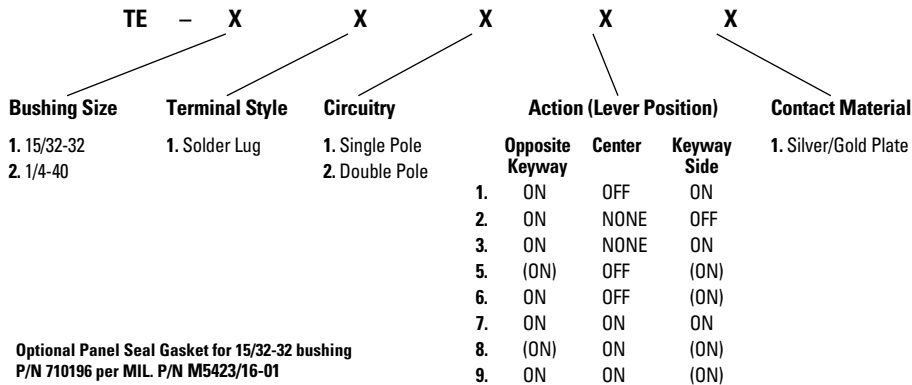 TE – X X X X X
Bushing Size Terminal Style Circuitry Action (Lever Position) Contact Material
1. 15/32-32 1. Solder Lug 1. Single Pole Opposite Keyway Center Keyway Side 1. Silver/Gold Plate
2. 1/4-40 2. Double Pole
1. ON OFF ON
2. ON NONE OFF
3. ON NONE ON
5. (ON) OFF (ON)
6. ON OFF (ON)
7. ON ON ON
8. (ON) ON (ON)
9. ON ON (ON)
Optional Panel Seal Gasket for 15/32-32 bushing
P/N 710196 per MIL. P/N M5423/16-01